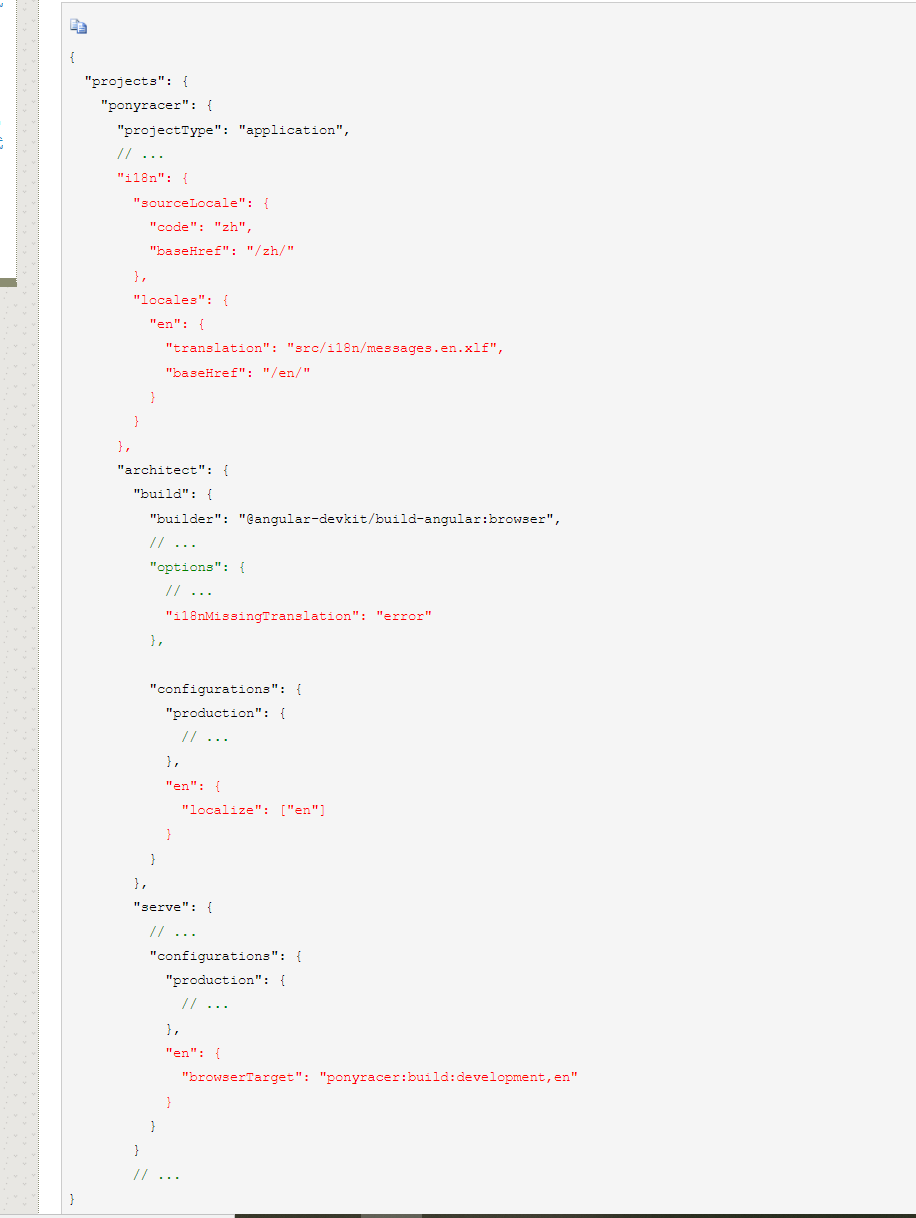 {
  "projects": {
    "ponyracer": {
      "projectType": "application",
      // ...
      "i18n": {
        "sourceLocale": {
          "code": "zh",
          "baseHref": "/zh/"
        },
        "locales": {
          "en": {
            "translation": "src/i18n/messages.en.xlf",
            "baseHref": "/en/"
          }
        }
      },
      "architect": {
        "build": {
          "builder": "@angular-devkit/build-angular:browser",
          // ...
          "options": {
            // ...
            "i18nMissingTranslation": "error"
          },

          "configurations": {
            "production": {
              // ...
            },
            "en": {
              "localize": ["en"]
            }
          }
        },
        "serve": {
          // ...
          "configurations": {
            "production": {
              // ...
            },
            "en": {
              "browserTarget": "ponyracer:build:development,en"
            }
          }
        }
        // ...
}